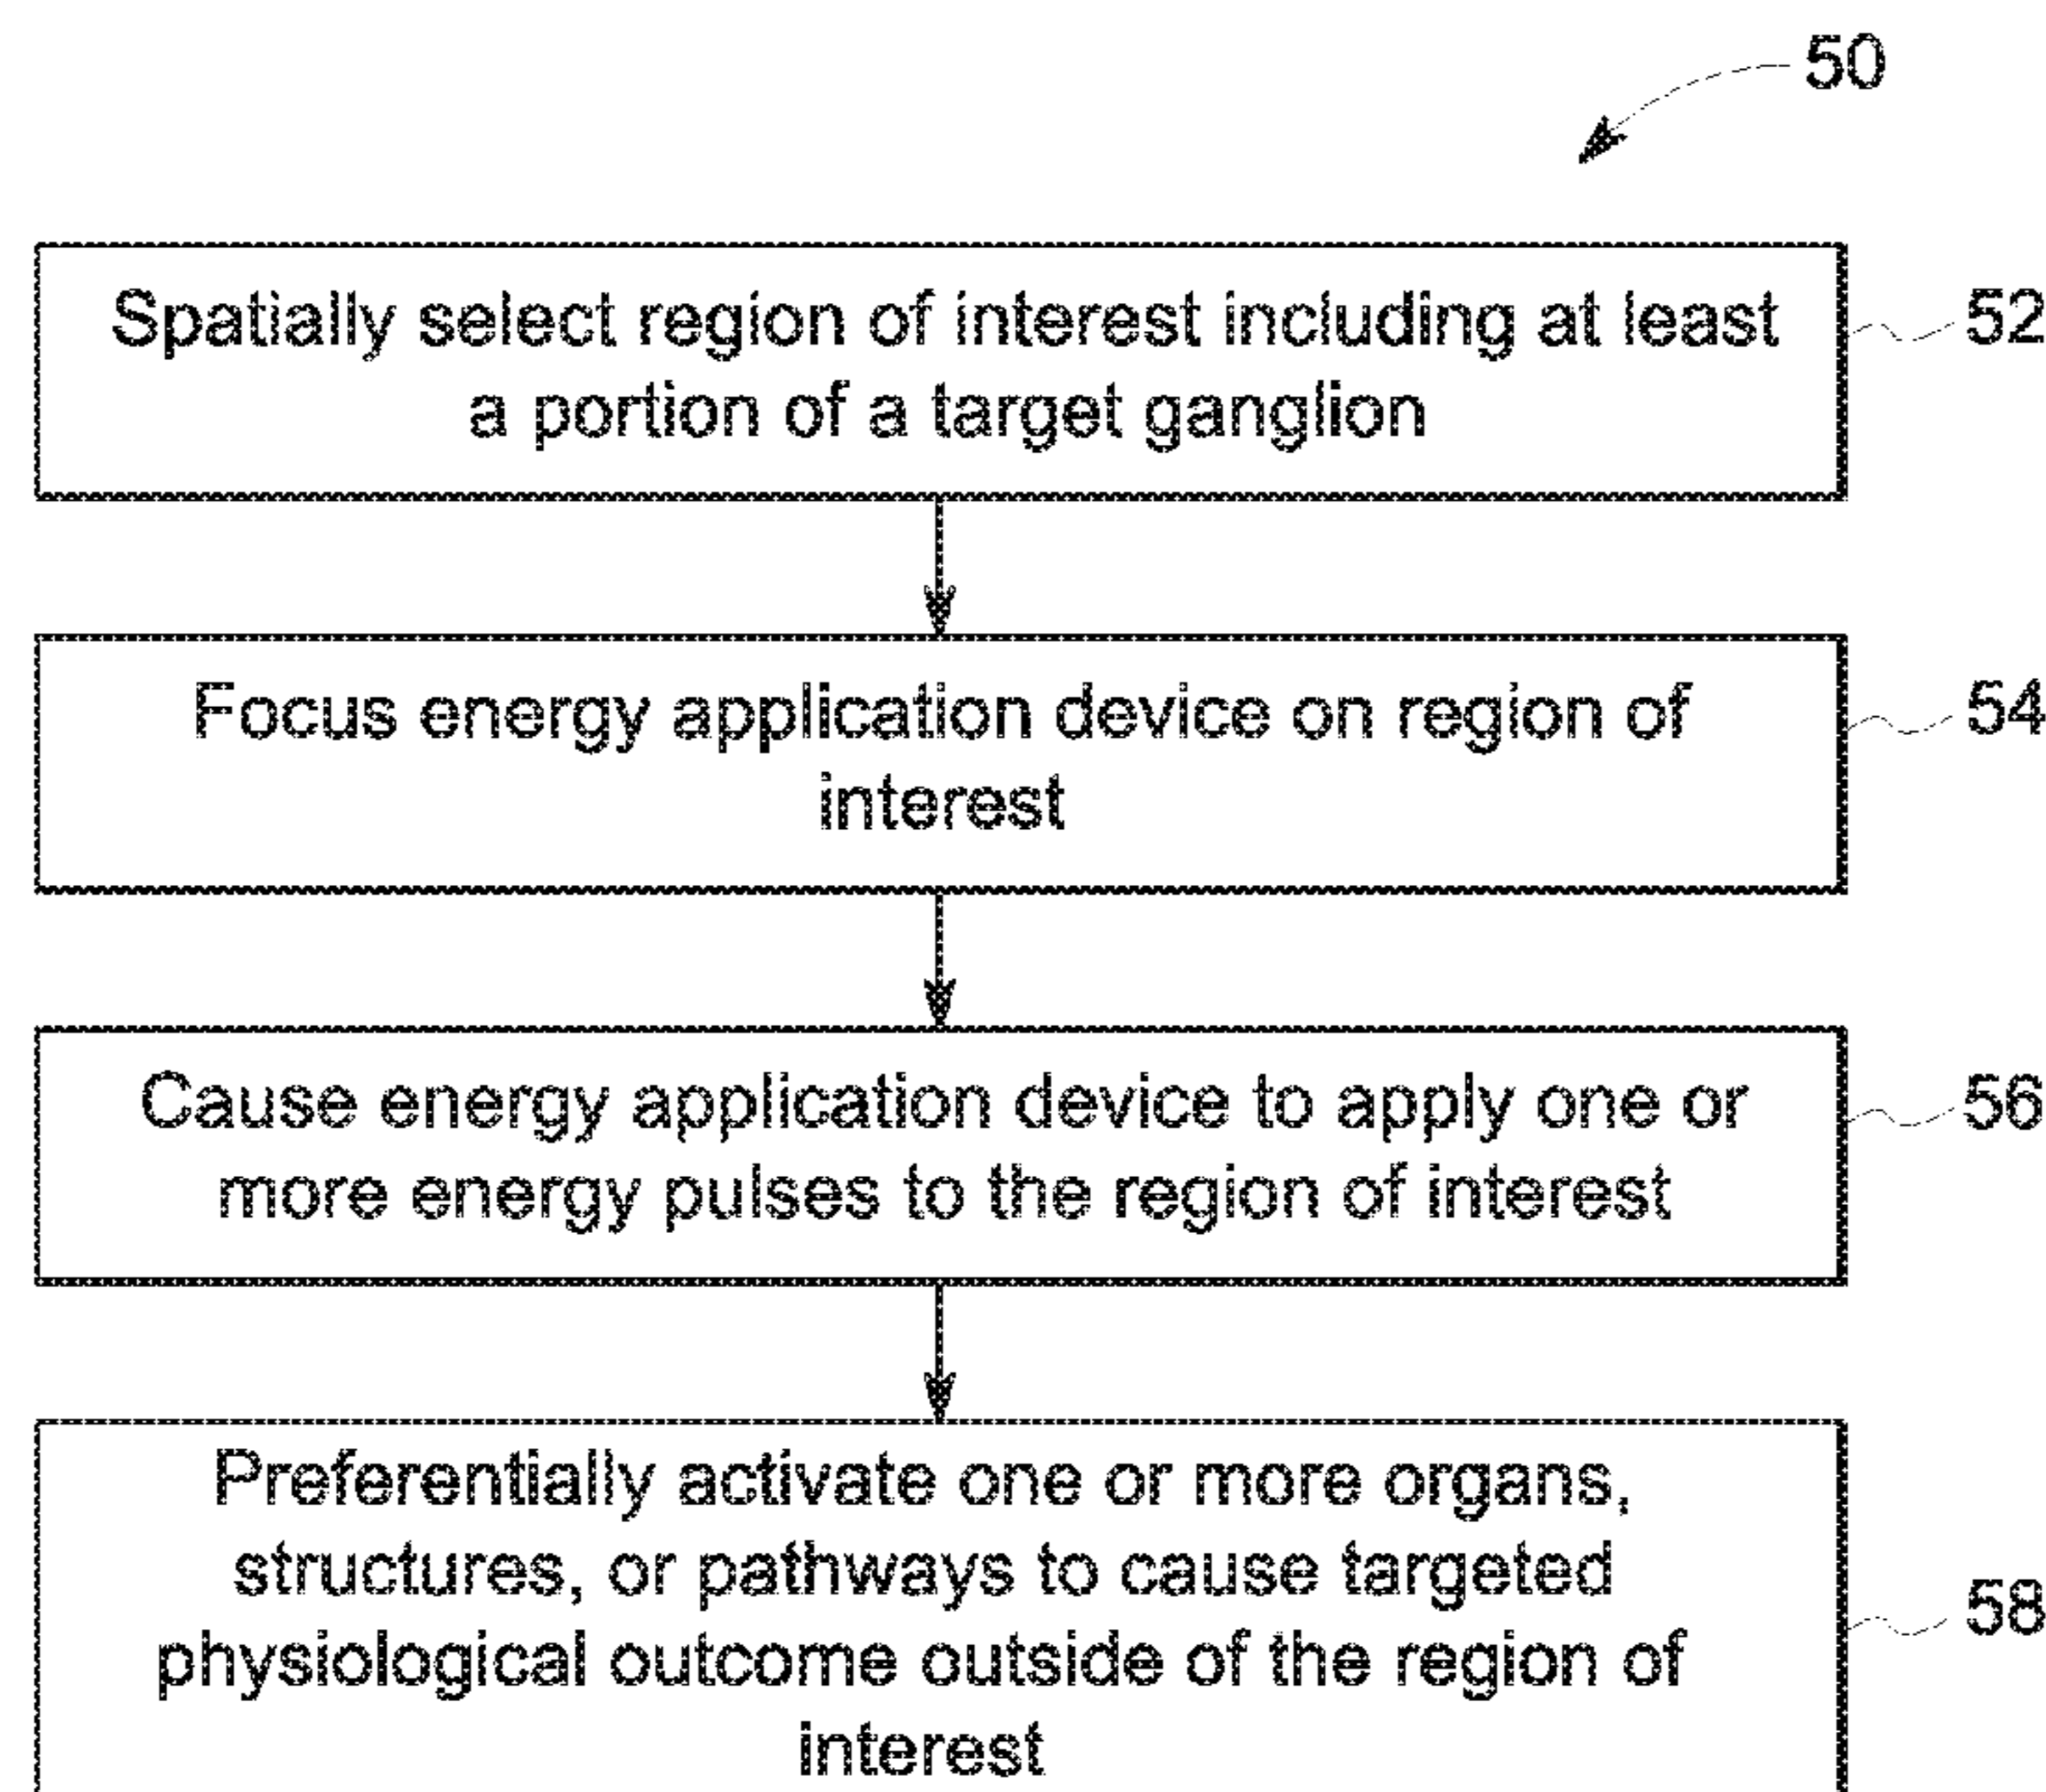 50
Spatially select region of interest including at least
a portion of a target ganglion
52
Focus energy application device on region of
interest
54
Cause energy application device to apply one or
more energy pulses to the region of interest
56
Preferentially activate one or more organs,
structures, or pathways to cause targeted
physiological outcome outside of the region of
interest
58